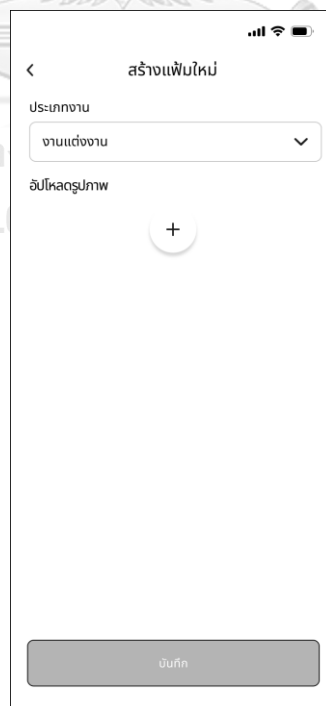 สร้างแฟ้มใหม่
ประเภทงาน
งานแต่งงาน
อัปโหลดรูปภาพ
+
บันทึก